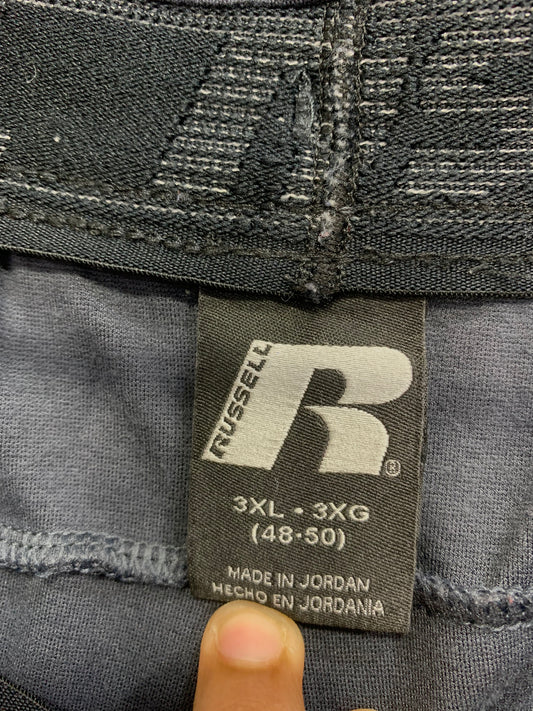 RUSSELL
R®
3XL - 3XG
(48-50)
MADE IN JORDAN
HECHO EN JORDANIA